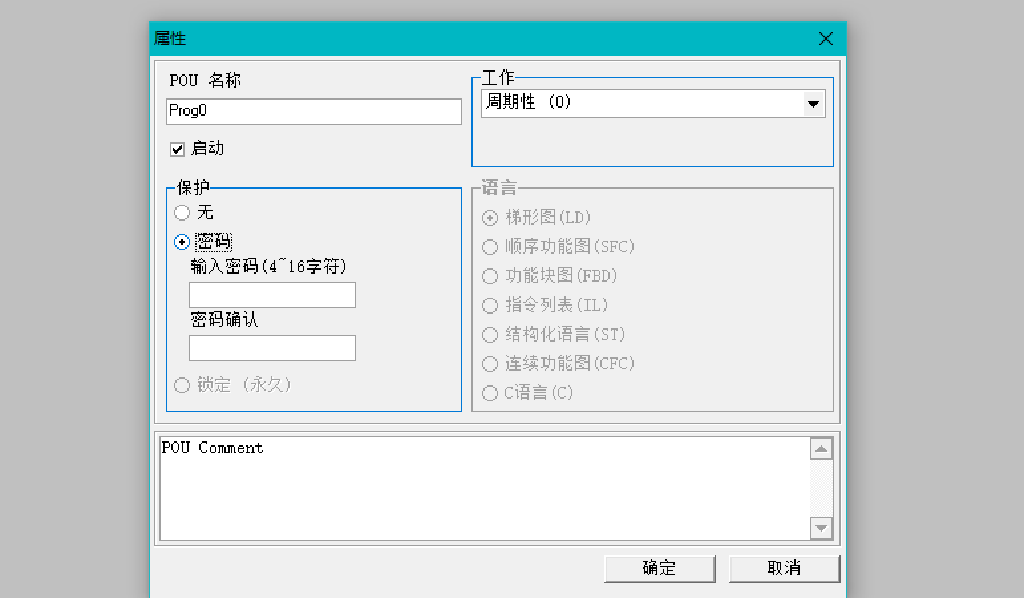 属性
POU 名称
Prog0
启动
工作
周期性 (0)
保护
无
密码
输入密码(4~16字符)
密码确认
锁定 (永久)
语言
梯形图(LD)
顺序功能图(SFC)
功能块图(FBD)
指令列表(IL)
结构化语言(ST)
连续功能图(CFC)
C语言(C)
POU Comment
确定
取消